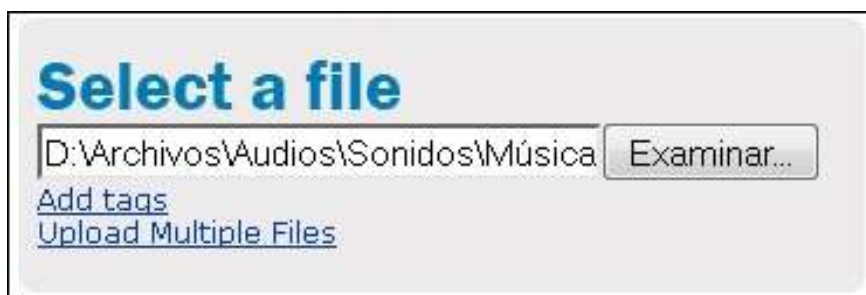 Select a file
D:\Archivos\Audios\Sonidos\Música Examinar...
Add tags
Upload Multiple Files